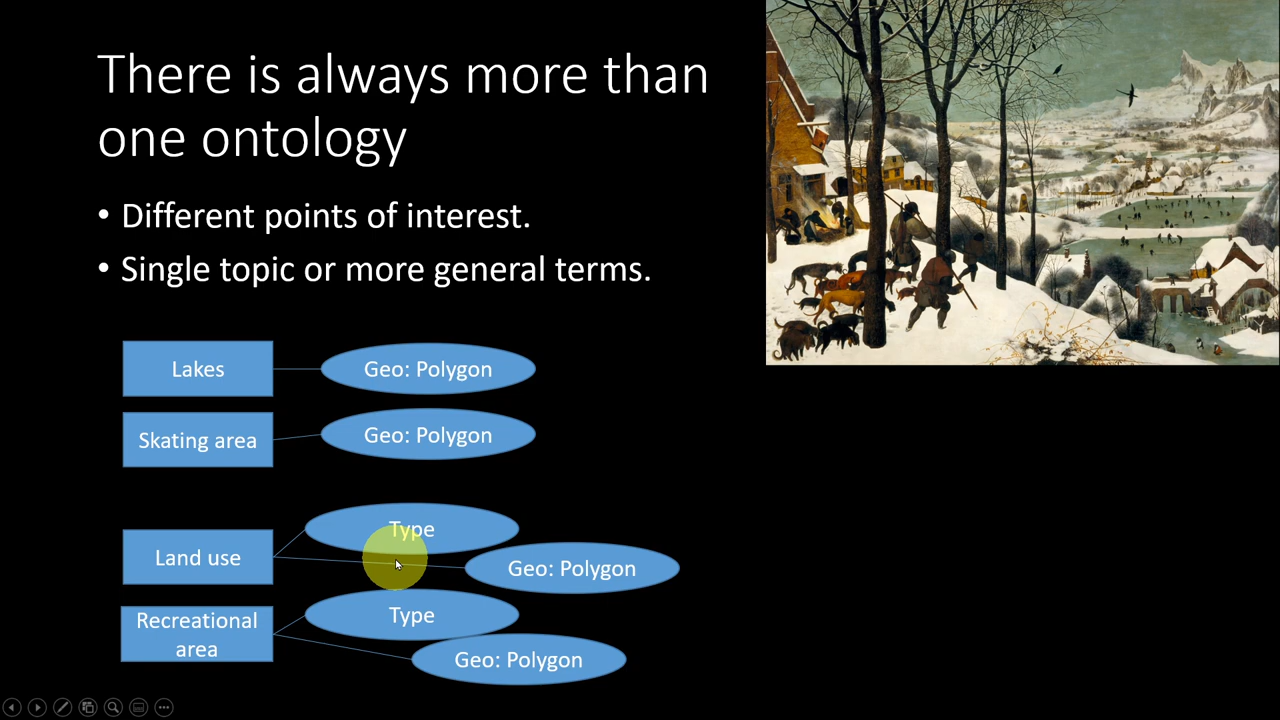 There is always more than
one ontology
• Different points of interest.
• Single topic or more general terms.
Lakes
Geo: Polygon
Skating area
Geo: Polygon
Type
Land use
Geo: Polygon
Type
Recreational
area
Geo: Polygon